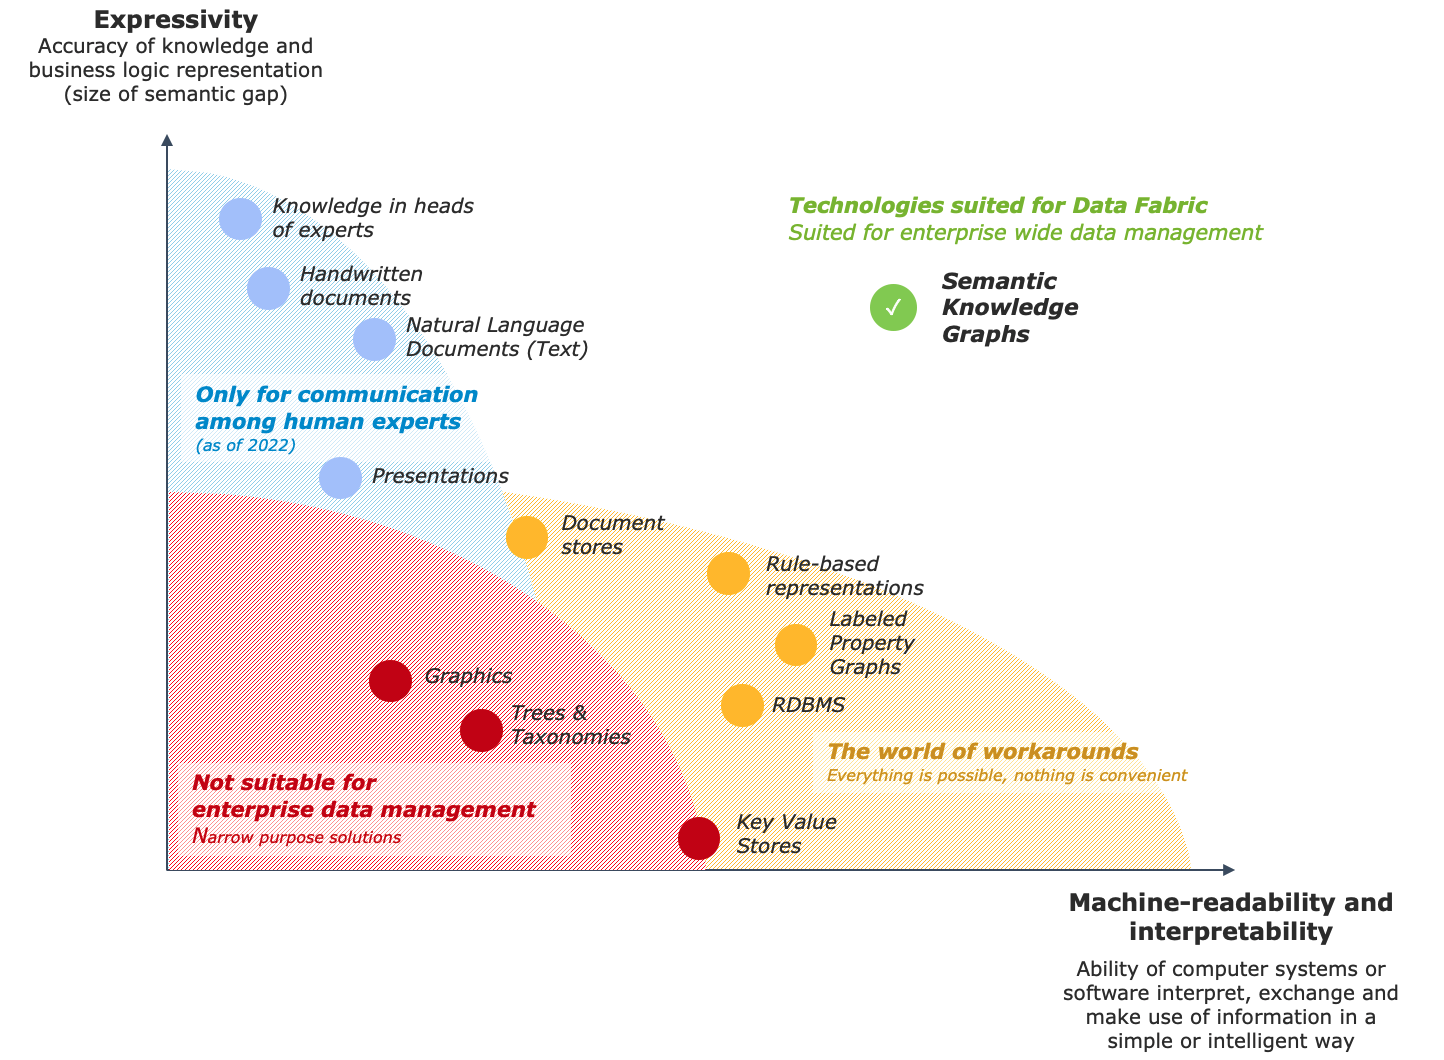 Expressivity
Accuracy of knowledge and
business logic representation
(size of semantic gap)
Knowledge in heads
of experts
Handwritten
documents
Natural Language
Documents (Text)
Only for communication
among human experts
(as of 2022)
Presentations
Technologies suited for Data Fabric
Suited for enterprise wide data management
✓
Semantic
Knowledge
Graphs
Document
stores
Rule-based
representations
Labeled
Property
Graphs
RDBMS
The world of workarounds
Everything is possible, nothing is convenient
Graphics
Trees &
Taxonomies
Not suitable for
enterprise data management
Narrow purpose solutions
Key Value
Stores
Machine-readability and
interpretability
Ability of computer systems or
software interpret, exchange and
make use of information in a
simple or intelligent way